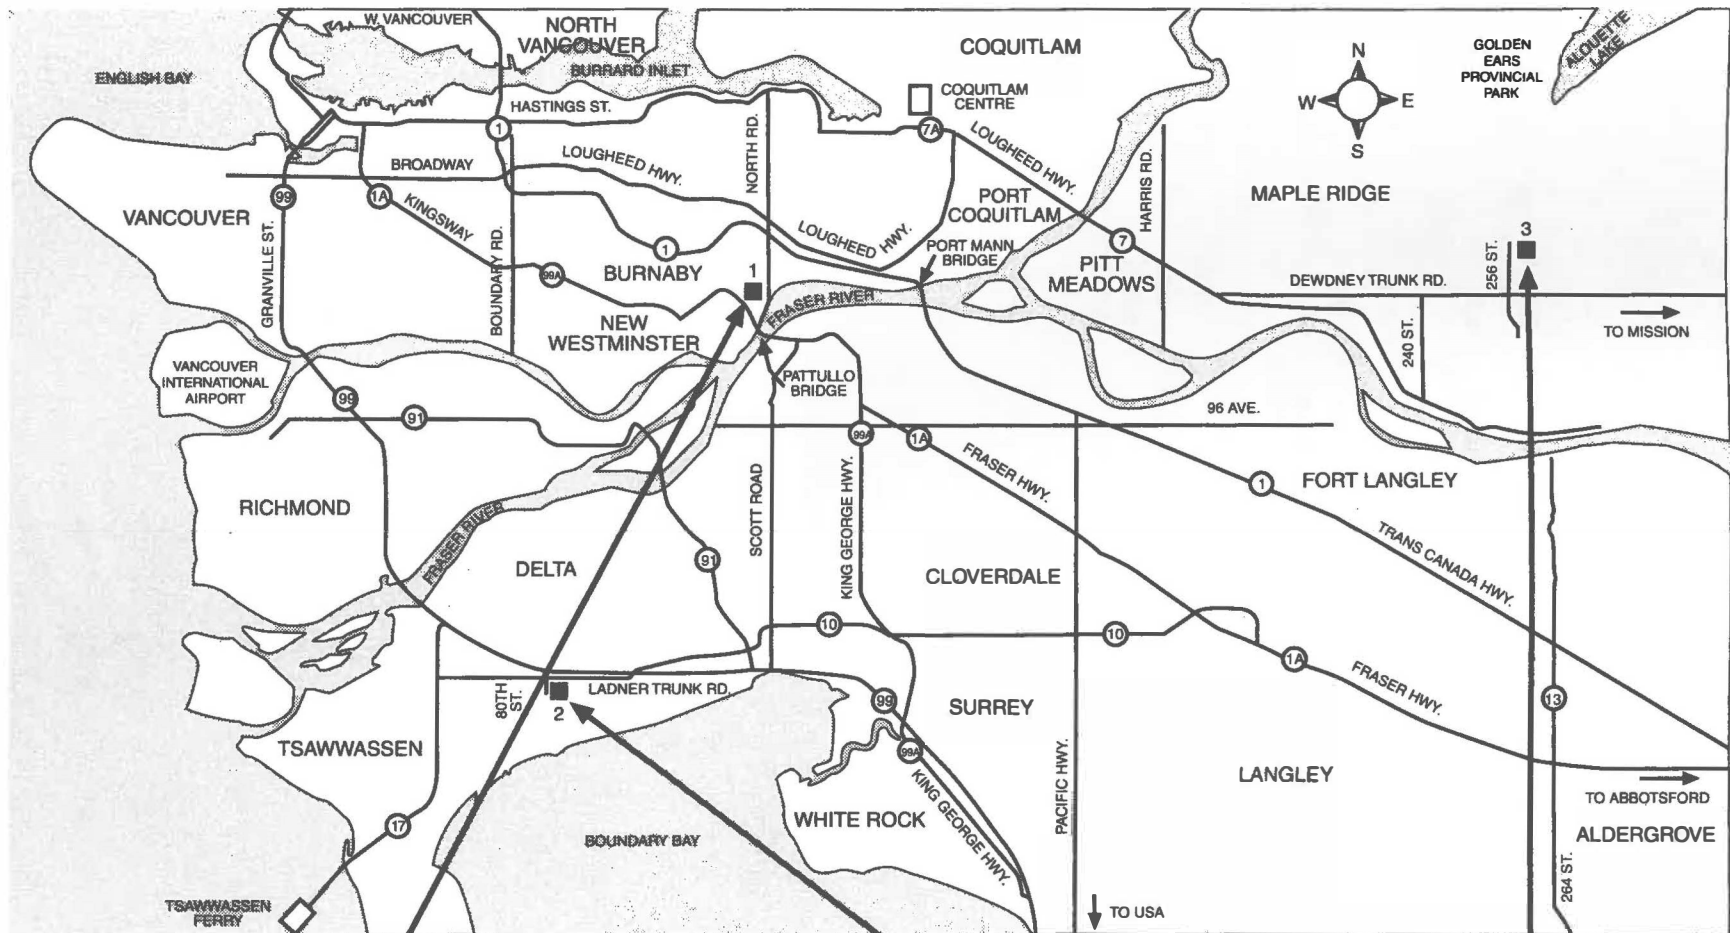 W. VANCOUVER
NORTH
VANCOUVER
COQUITLAM
GOLDEN
EARS
PROVINCIAL
PARK
ALOUETTE
LAKE
ENGLISH BAY
BURRARD INLET
COQUITLAM
CENTRE
N
W
E
S
HASTINGS ST.
1
7A
NORTH RD.
BROADWAY
LOUGHEED HWY.
LOUGHEED HWY.
HARRIS RD.
MAPLE RIDGE
99
1A
KINGSWAY
VANCOUVER
GRANVILLE ST.
BOUNDARY RD.
PORT
COQUITLAM
LOUGHEED HWY.
1
7
PORT MANN
BRIDGE
PITT
MEADOWS
3
256 ST.
DEWDNEY TRUNK RD.
99A
BURNABY
1
FRASER RIVER
NEW
WESTMINSTER
TO MISSION
240 ST.
VANCOUVER
INTERNATIONAL
AIRPORT
PATTULLO
BRIDGE
99
91
96 AVE.
99A
1A
FRASER HWY.
1
FORT LANGLEY
RICHMOND
SCOTT ROAD
KING GEORGE HWY.
FRASER RIVER
DELTA
91
CLOVERDALE
TRANS CANADA HWY.
10
10
1A
FRASER HWY.
80TH
ST.
LADNER TRUNK RD.
2
99
SURREY
13
99A
TSAWWASSEN
PACIFIC HWY.
LANGLEY
KING GEORGE HWY.
TO ABBOTSFORD
17
BOUNDARY BAY
WHITE ROCK
ALDERGROVE
264 ST.
TSAWWASSEN
FERRY
TO USA